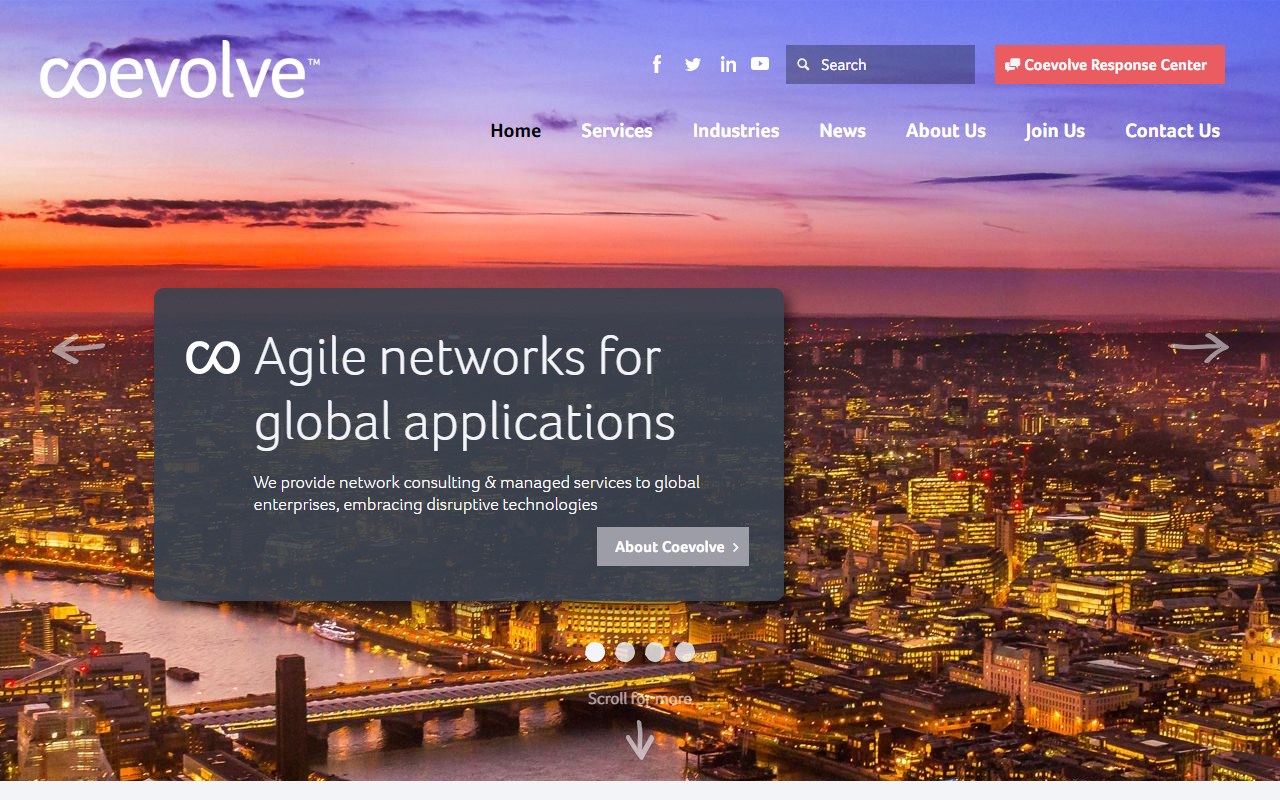 coevolve™
Search
Coevolve Response Center
Home
Services
Industries
News
About Us
Join Us
Contact Us
Agile networks for
global applications
We provide network consulting & managed services to global
enterprises, embracing disruptive technologies
About Coevolve
Scroll for more